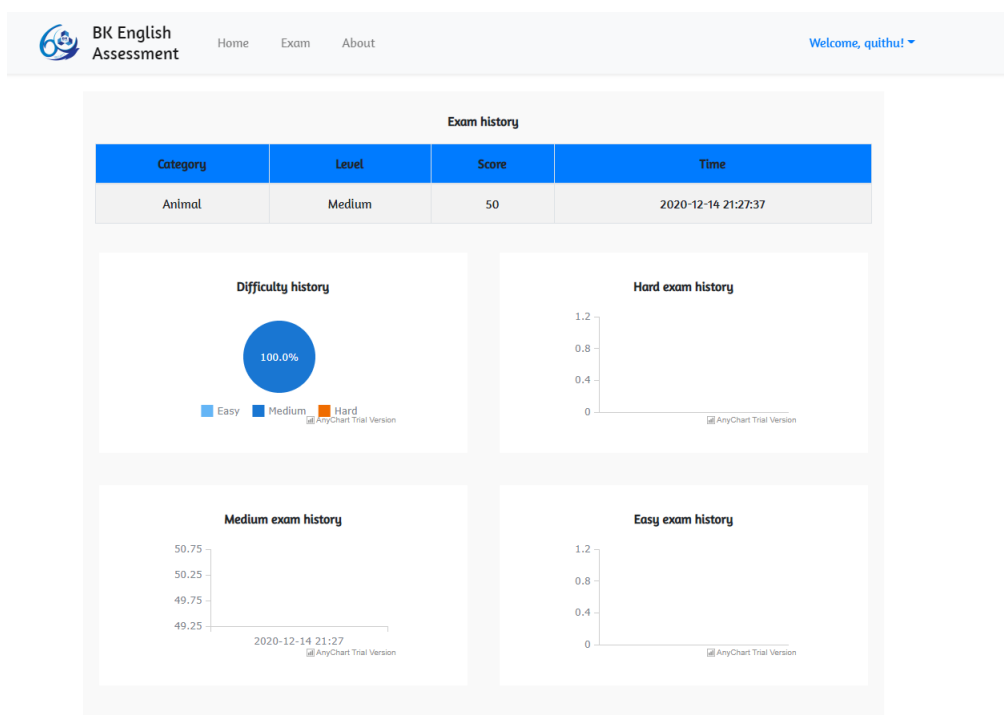 BK English
Assessment
Home Exam About
Welcome, quithu!
Exam history
Category Level Score Time
Animal Medium 50 2020-12-14 21:27:37
Difficulty history
100.0%
Easy Medium Hard
AnyChart Trial Version
Hard exam history
1.2
0.8
0.4
0
AnyChart Trial Version
Medium exam history
50.75
50.25
49.75
49.25
2020-12-14 21:27
AnyChart Trial Version
Easy exam history
1.2
0.8
0.4
0
AnyChart Trial Version